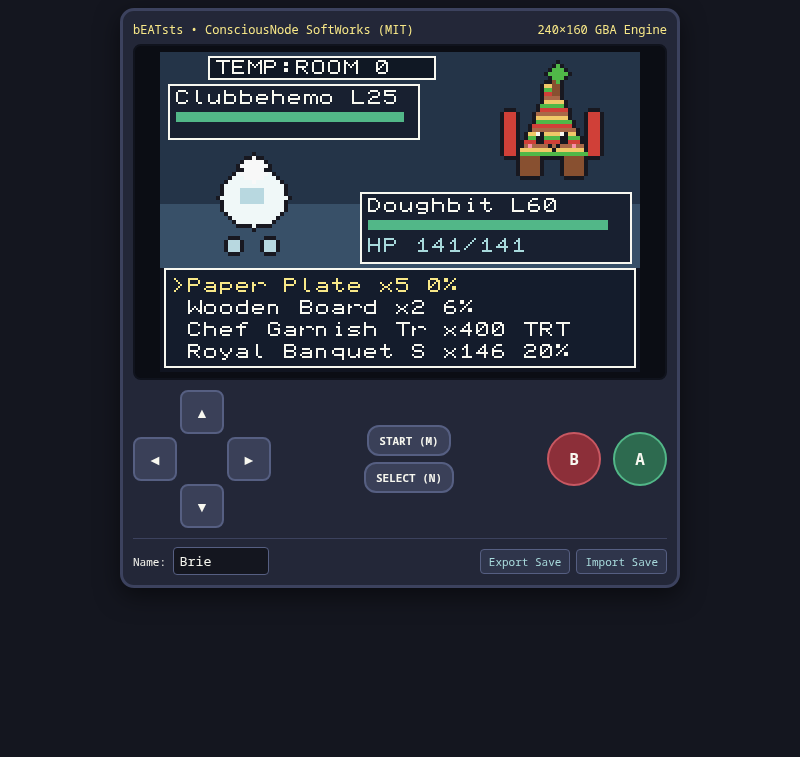 bEATsts • ConsciousNode SoftWorks (MIT)
240×160 GBA Engine
TEMP:ROOM 0
Clubbehemo L25
Doughbit L60
HP 141/141
>Paper Plate x5 0%
Wooden Board x2 6%
Chef Garnish Tr x400 TRT
Royal Banquet S x146 20%
▲
◀
▶
▼
START (M)
SELECT (N)
B
A
Name: Brie
Export Save
Import Save